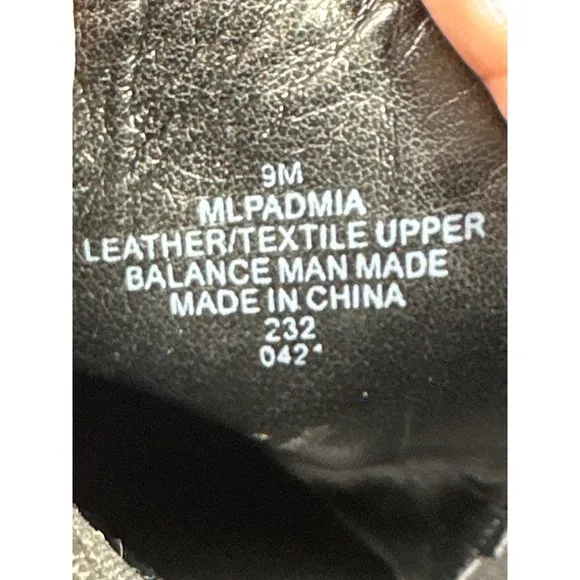 9M
MLPADMIA
LEATHER/TEXTILE UPPER
BALANCE MAN MADE
MADE IN CHINA
232
042*